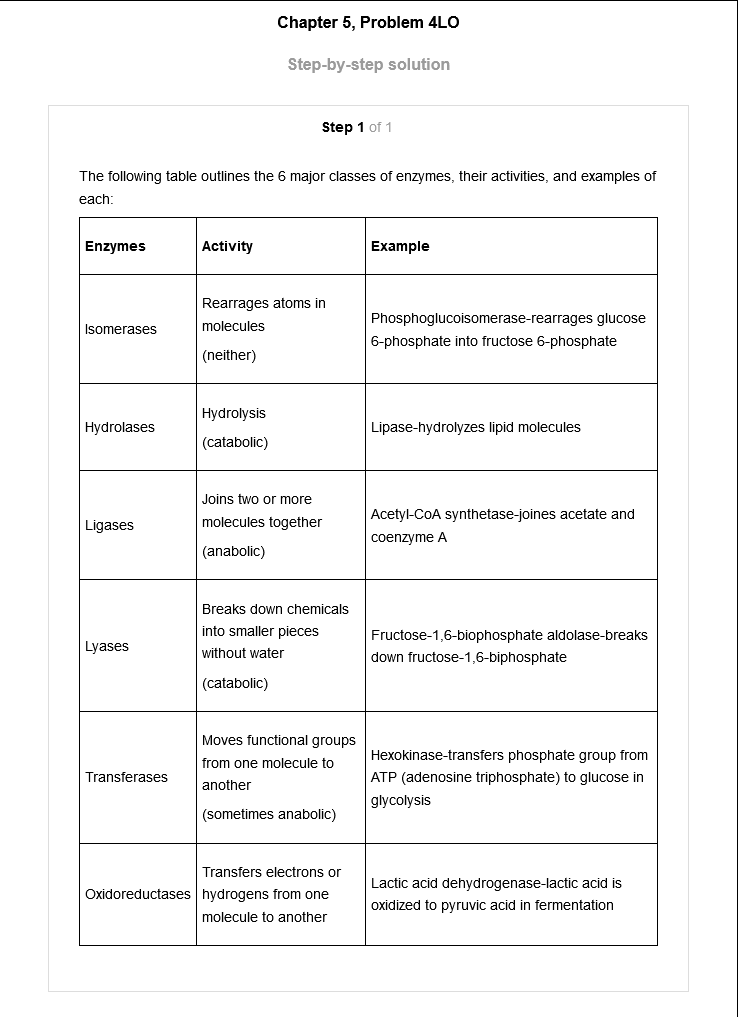 Chapter 5, Problem 4LO
Step-by-step solution
Step 1 of 1
The following table outlines the 6 major classes of enzymes, their activities, and examples of
each:
Enzymes
Activity
Example
Isomerases
Rearrages atoms in
molecules
(neither)
Phosphoglucoisomerase-rearrages glucose
6-phosphate into fructose 6-phosphate
Hydrolases
Hydrolysis
(catabolic)
Lipase-hydrolyzes lipid molecules
Ligases
Joins two or more
molecules together
(anabolic)
Acetyl-CoA synthetase-joines acetate and
coenzyme A
Lyases
Breaks down chemicals
into smaller pieces
without water
(catabolic)
Fructose-1,6-biophosphate aldolase-breaks
down fructose-1,6-biphosphate
Transferases
Moves functional groups
from one molecule to
another
(sometimes anabolic)
Hexokinase-transfers phosphate group from
ATP (adenosine triphosphate) to glucose in
glycolysis
Oxidoreductases
Transfers electrons or
hydrogens from one
molecule to another
Lactic acid dehydrogenase-lactic acid is
oxidized to pyruvic acid in fermentation